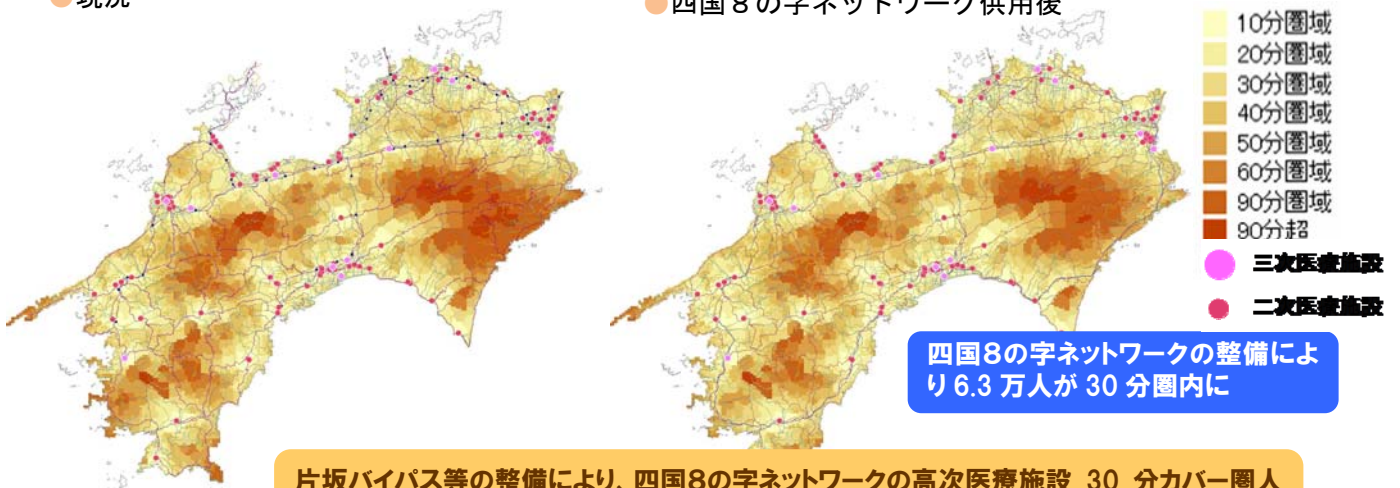 ●現況
●四国8の字ネットワーク供用後
10分圏域
20分圏域
30分圏域
40分圏域
50分圏域
60分圏域
90分圏域
90分超
三次医療施設
二次医療施設
四国8の字ネットワークの整備によ
り6.3万人が30分圏内に
片坂バイパス等の整備により、四国8の字ネットワークの高次医療施設 30 分カバー圏人